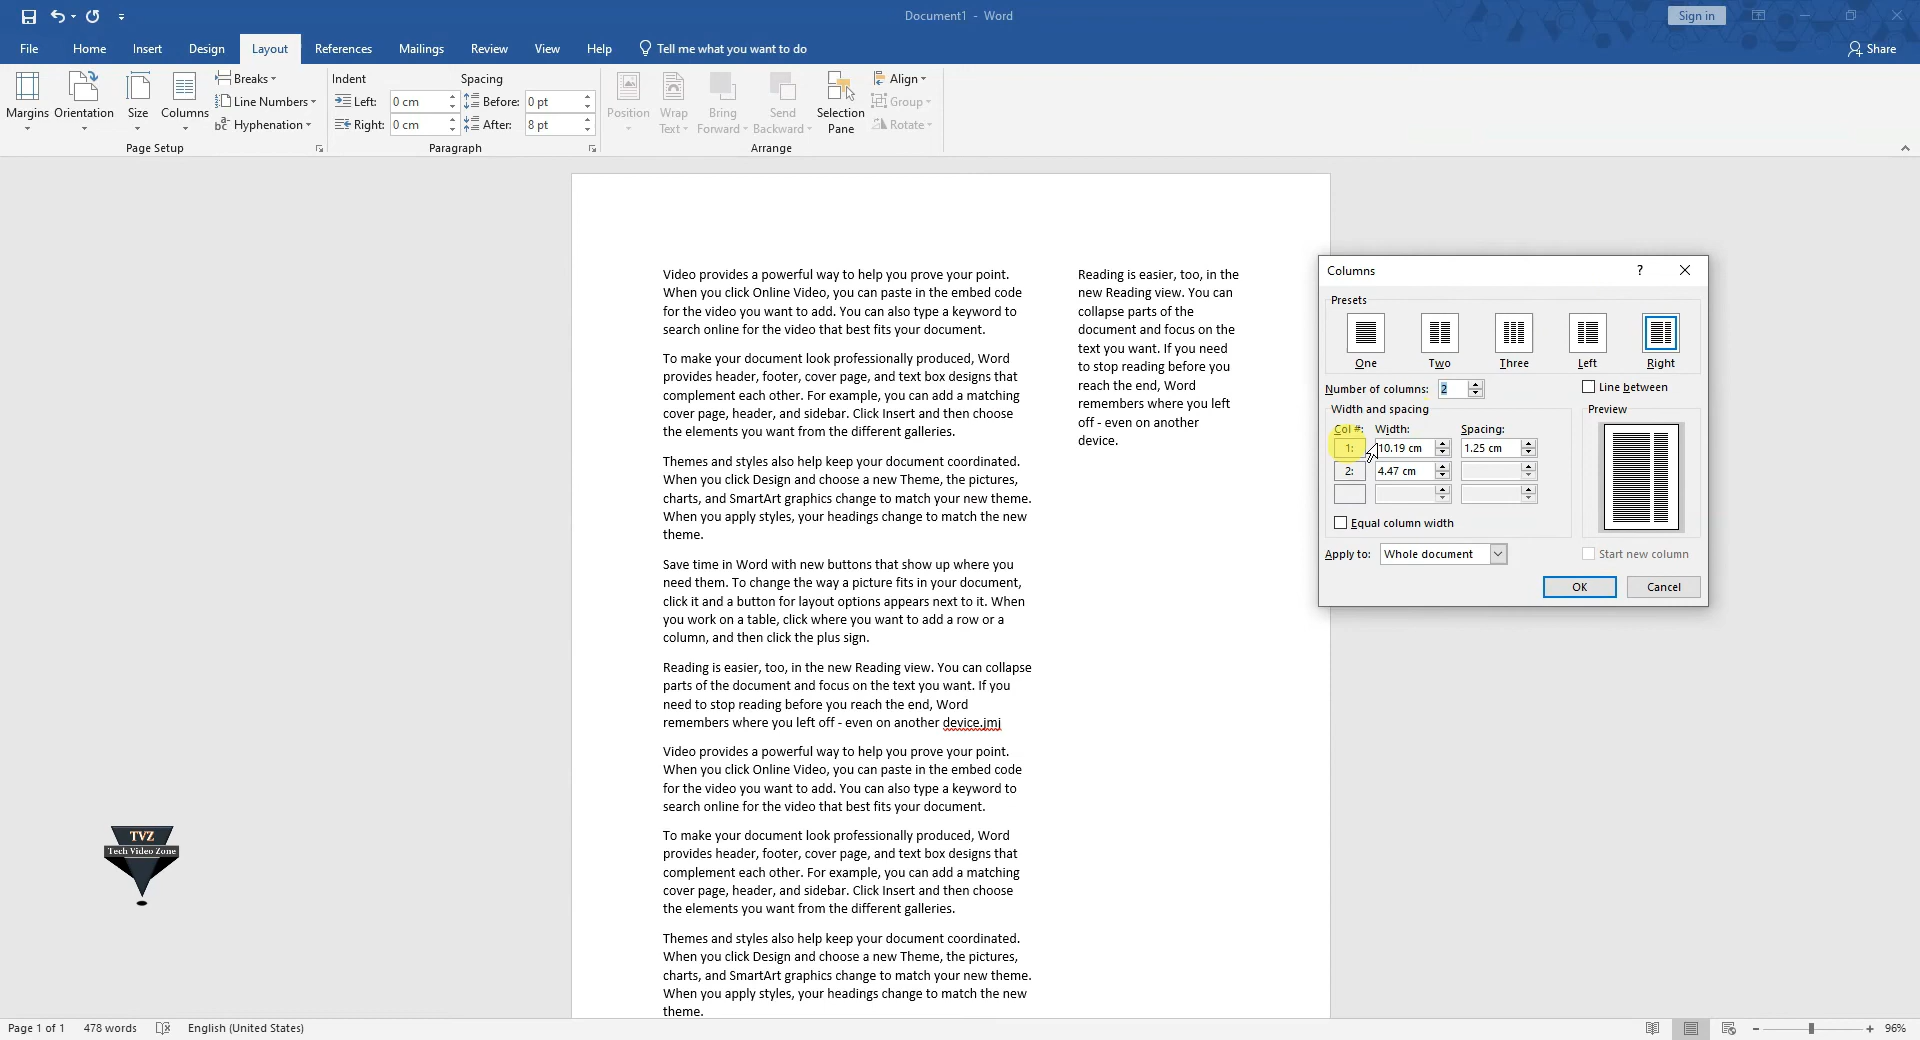 Document1 - Word
Sign in
File Home Insert Design Layout References Mailings Review View Help Tell me what you want to do
Share
Margins Orientation Size Columns
Breaks
Line Numbers
Hyphenation
Page Setup
Indent
Left: 0 cm
Right: 0 cm
Spacing
Before: 0 pt
After: 8 pt
Paragraph
Position
Wrap
Text
Bring
Forward
Send
Backward
Selection
Pane
Align
Group
Rotate
Arrange
Video provides a powerful way to help you prove your point.
When you click Online Video, you can paste in the embed code
for the video you want to add. You can also type a keyword to
search online for the video that best fits your document.
To make your document look professionally produced, Word
provides header, footer, cover page, and text box designs that
complement each other. For example, you can add a matching
cover page, header, and sidebar. Click Insert and then choose
the elements you want from the different galleries.
Themes and styles also help keep your document coordinated.
When you click Design and choose a new Theme, the pictures,
charts, and SmartArt graphics change to match your new theme.
When you apply styles, your headings change to match the new
theme.
Save time in Word with new buttons that show up where you
need them. To change the way a picture fits in your document,
click it and a button for layout options appears next to it. When
you work on a table, click where you want to add a row or a
column, and then click the plus sign.
Reading is easier, too, in the new Reading view. You can collapse
parts of the document and focus on the text you want. If you
need to stop reading before you reach the end, Word
remembers where you left off - even on another device.jmj
Video provides a powerful way to help you prove your point.
When you click Online Video, you can paste in the embed code
for the video you want to add. You can also type a keyword to
search online for the video that best fits your document.
To make your document look professionally produced, Word
provides header, footer, cover page, and text box designs that
complement each other. For example, you can add a matching
cover page, header, and sidebar. Click Insert and then choose
the elements you want from the different galleries.
Themes and styles also help keep your document coordinated.
When you click Design and choose a new Theme, the pictures,
charts, and SmartArt graphics change to match your new theme.
When you apply styles, your headings change to match the new
theme.
Reading is easier, too, in the
new Reading view. You can
collapse parts of the
document and focus on the
text you want. If you need
to stop reading before you
reach the end, Word
remembers where you left
off - even on another
device.
Columns
?
Presets
One Two Three Left Right
Number of columns: 2
Line between
Width and spacing
Preview
Col #: Width: Spacing:
1: 10.19 cm 1.25 cm
2: 4.47 cm
Equal column width
Apply to: Whole document
Start new column
OK Cancel
TVZ
Tech Video Zone
Page 1 of 1 478 words English (United States)
96%